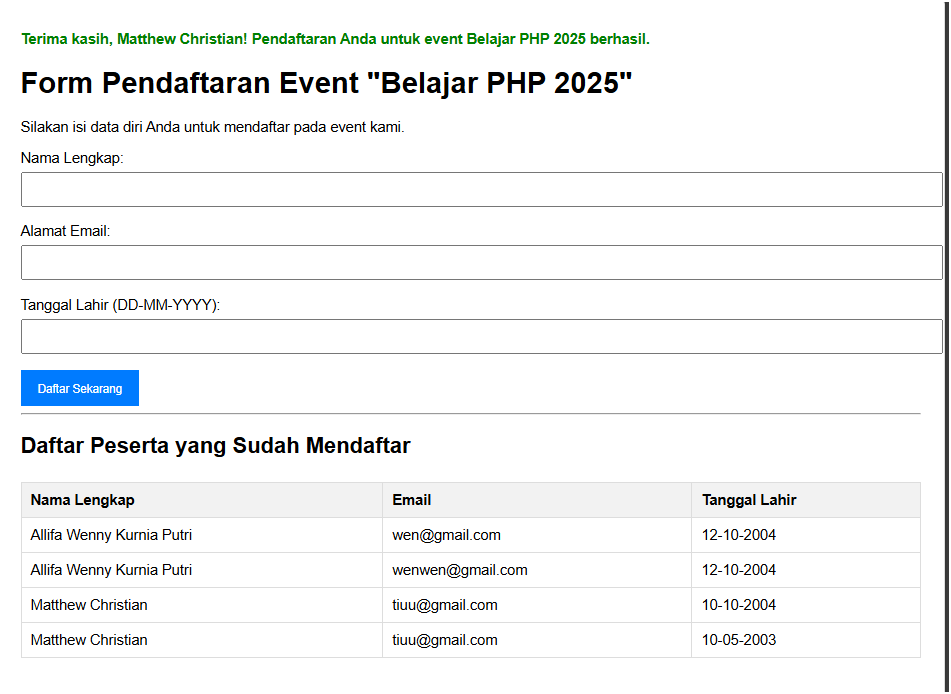 Terima kasih, Matthew Christian! Pendaftaran Anda untuk event Belajar PHP 2025 berhasil.
Form Pendaftaran Event "Belajar PHP 2025"
Silakan isi data diri Anda untuk mendaftar pada event kami.
Nama Lengkap:
Alamat Email:
Tanggal Lahir (DD-MM-YYYY):
Daftar Sekarang
Daftar Peserta yang Sudah Mendaftar
Nama Lengkap Email Tanggal Lahir
Allifa Wenny Kurnia Putri wen@gmail.com 12-10-2004
Allifa Wenny Kurnia Putri wenwen@gmail.com 12-10-2004
Matthew Christian tiuu@gmail.com 10-10-2004
Matthew Christian tiuu@gmail.com 10-05-2003